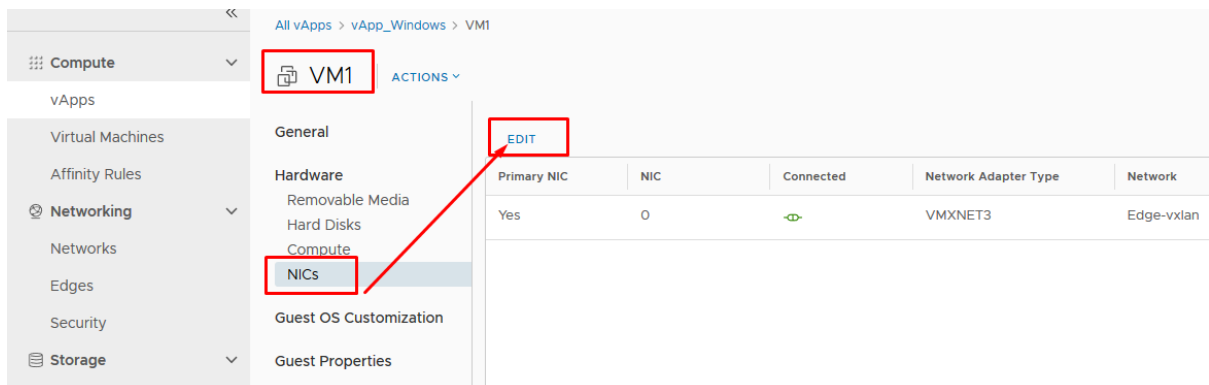 «
All vApps > vApp_Windows > VM1
Compute
vApps
Virtual Machines
Affinity Rules
Networking
Networks
Edges
Security
Storage
VM1
ACTIONS
General
Hardware
Removable Media
Hard Disks
Compute
NICs
Guest OS Customization
Guest Properties
EDIT
Primary NIC NIC Connected Network Adapter Type Network
Yes 0 VMXNET3 Edge-vxlan